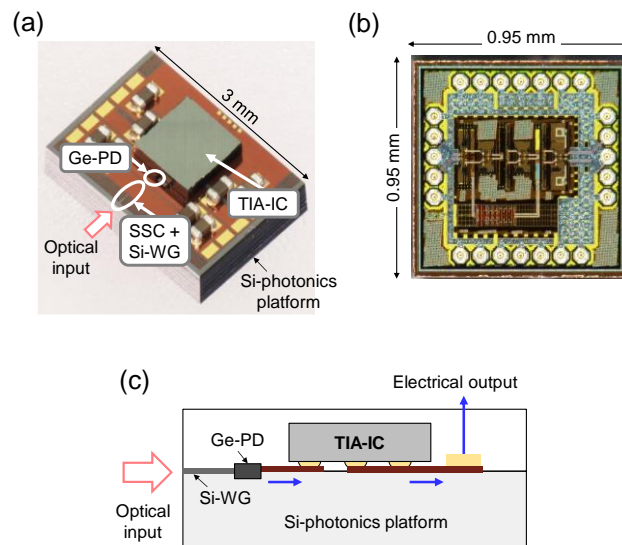 (a)
3 mm
Ge-PD
TIA-IC
SSC +
Si-WG
Optical
input
Si-photonics
platform
(b)
0.95 mm
0.95 mm
(c)
Electrical output
Ge-PD
TIA-IC
Si-WG
Optical
input
Si-photonics platform